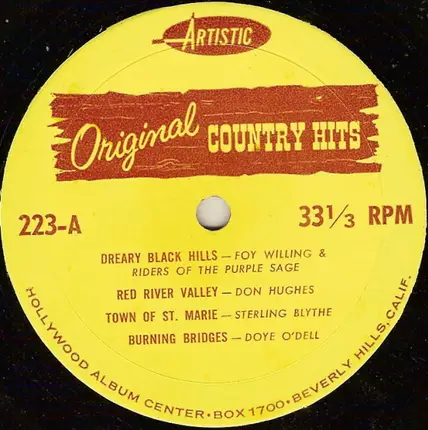 ARTISTIC
Original COUNTRY HITS
223-A
33 1/3 RPM
DREARY BLACK HILLS — FOY WILLING &
RIDERS OF THE PURPLE SAGE
RED RIVER VALLEY — DON HUGHES
TOWN OF ST. MARIE — STERLING BLYTHE
BURNING BRIDGES — DOYE O'DELL
HOLLYWOOD ALBUM CENTER • BOX 1700 • BEVERLY HILLS, CALIF.